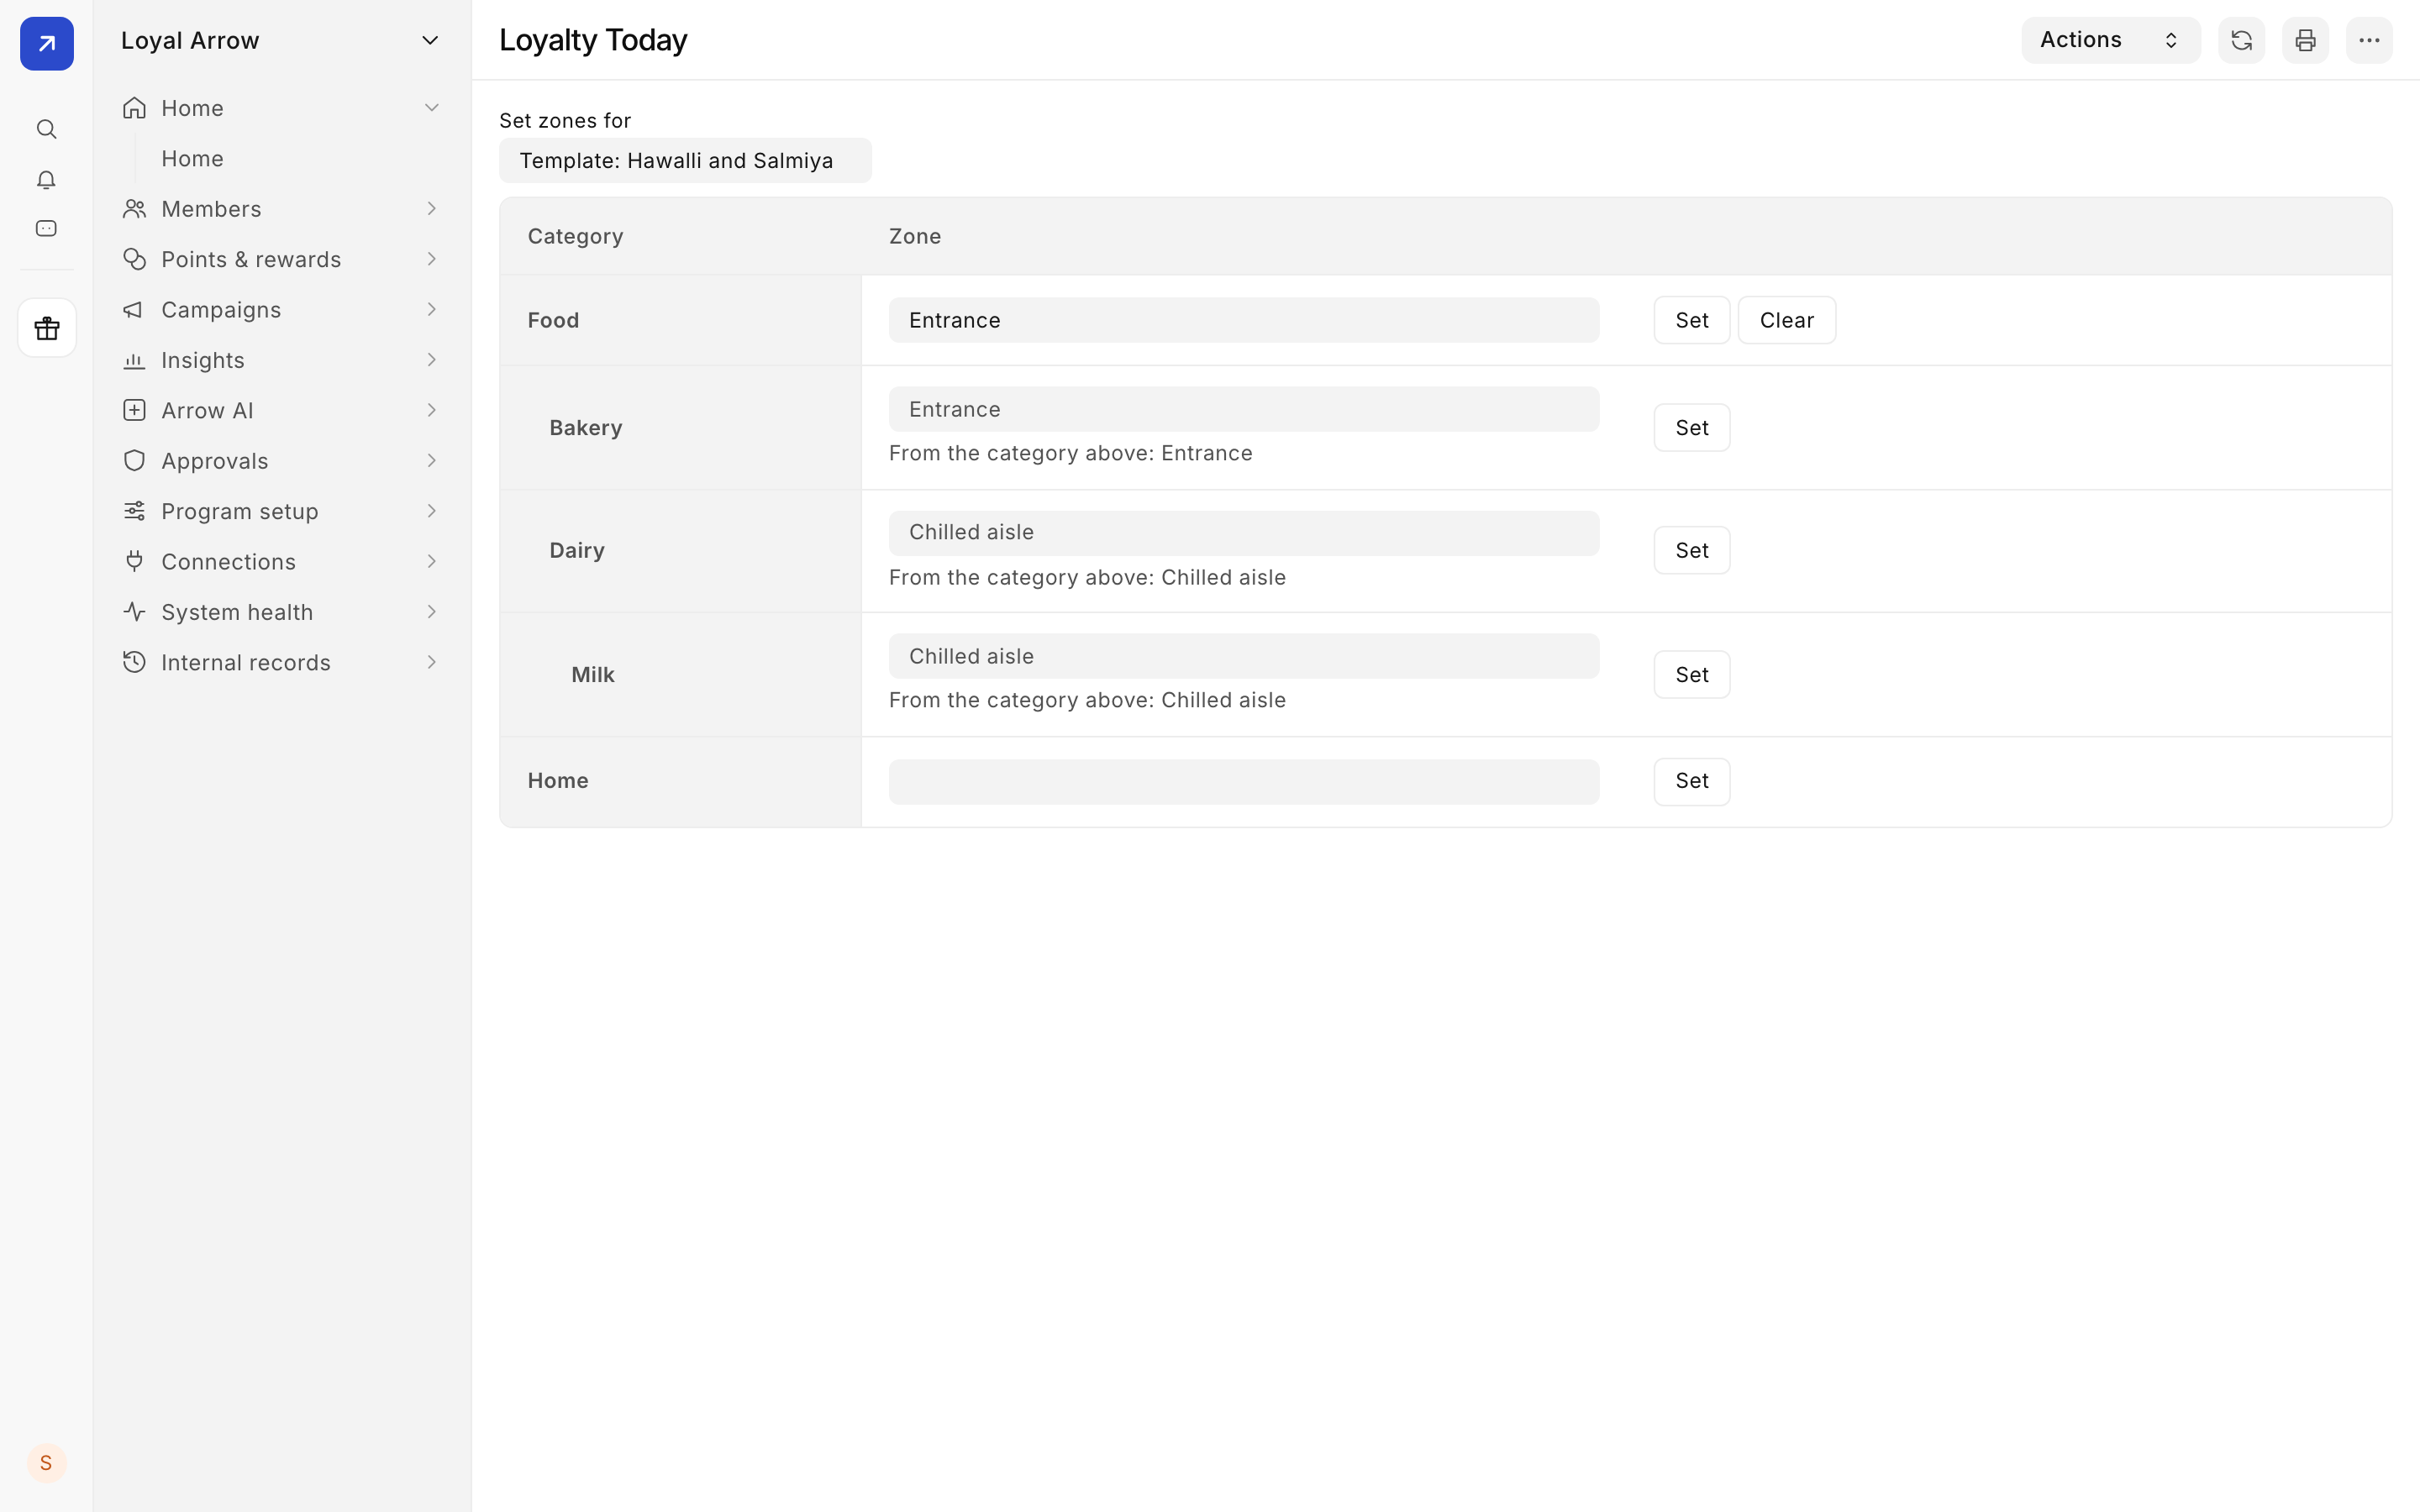 Loyal Arrow
Home
Home
Members
Points & rewards
Campaigns
Insights
Arrow AI
Approvals
Program setup
Connections
System health
Internal records
S
Loyalty Today
Actions
Set zones for
Template: Hawalli and Salmiya
Category Zone
Food Entrance Set Clear
Bakery Entrance Set
From the category above: Entrance
Dairy Chilled aisle Set
From the category above: Chilled aisle
Milk Chilled aisle Set
From the category above: Chilled aisle
Home Set